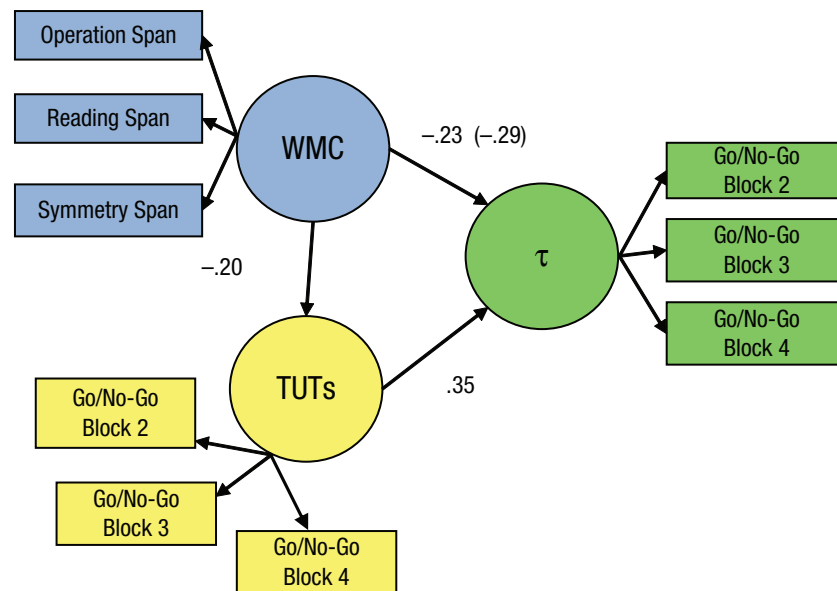 Operation Span
Reading Span
Symmetry Span
WMC
–.23 (–.29)
Go/No-Go
Block 2
Go/No-Go
Block 3
Go/No-Go
Block 4
τ
–.20
TUTs
.35
Go/No-Go
Block 2
Go/No-Go
Block 3
Go/No-Go
Block 4